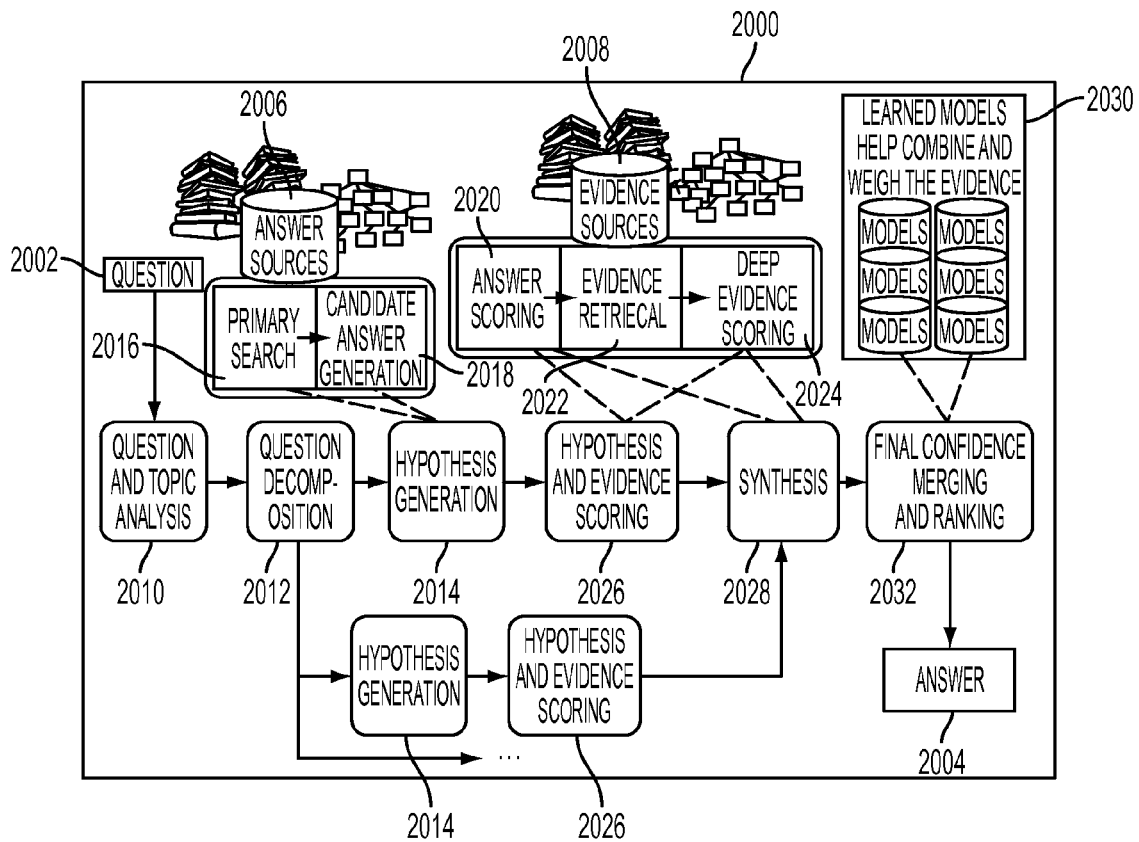 2000
2008
2006
2030
LEARNED MODELS
HELP COMBINE AND
WEIGH THE EVIDENCE
MODELS MODELS
MODELS MODELS
MODELS MODELS
2020
EVIDENCE
SOURCES
ANSWER
SOURCES
2002
QUESTION
ANSWER
SCORING
EVIDENCE
RETRIECAL
DEEP
EVIDENCE
SCORING
PRIMARY
SEARCH
CANDIDATE
ANSWER
GENERATION
2016
2018
2022
2024
QUESTION
AND TOPIC
ANALYSIS
QUESTION
DECOMP-
OSITION
HYPOTHESIS
GENERATION
HYPOTHESIS
AND EVIDENCE
SCORING
SYNTHESIS
FINAL CONFIDENCE
MERGING
AND RANKING
2010
2012
2014
2026
2028
2032
HYPOTHESIS
GENERATION
HYPOTHESIS
AND EVIDENCE
SCORING
ANSWER
...
2004
2014
2026